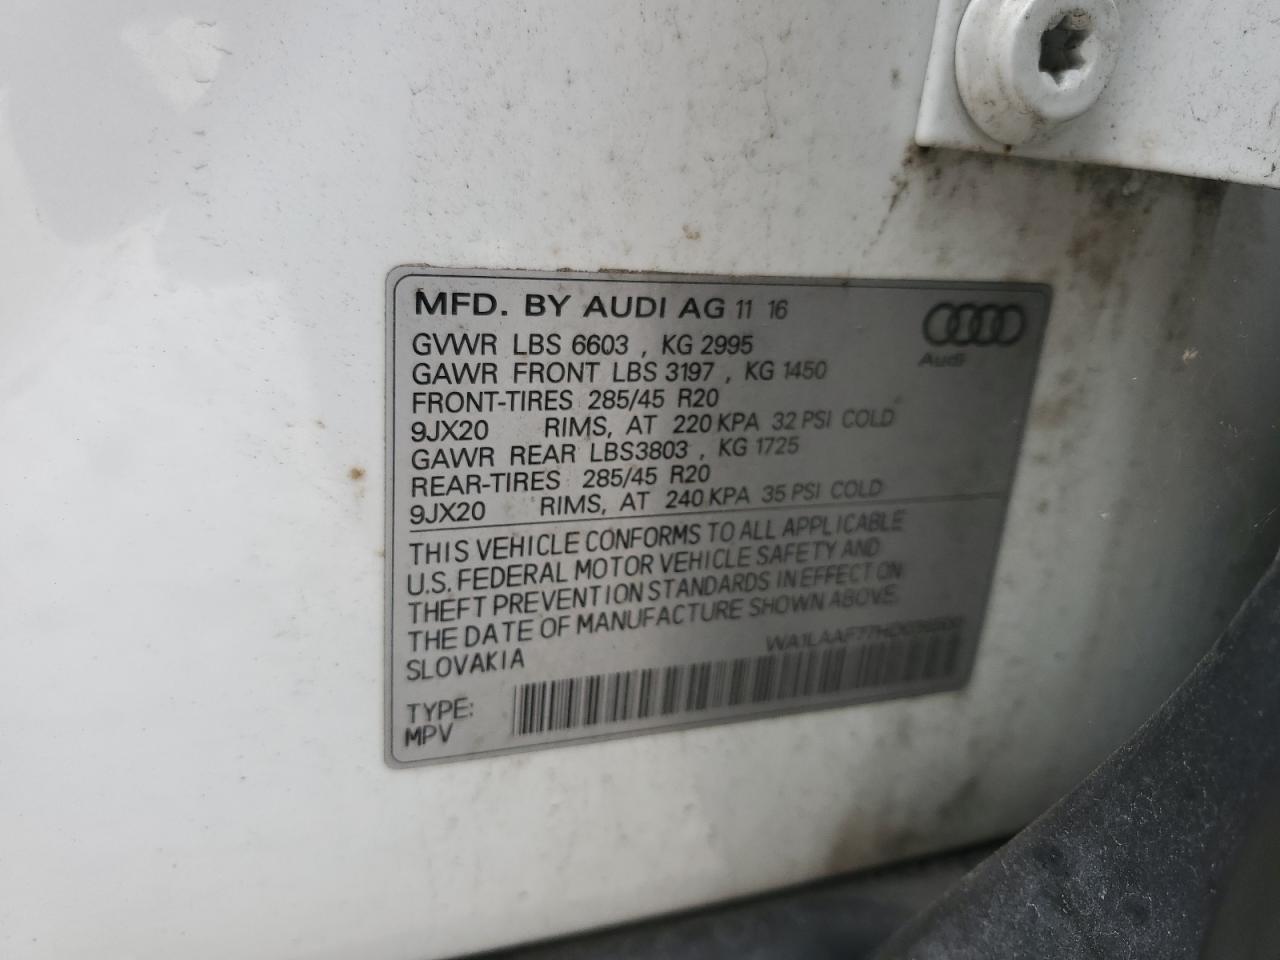 MFD. BY AUDI AG 11 16
Audi
GVWR LBS 6603 , KG 2995
GAWR FRONT LBS 3197 , KG 1450
FRONT-TIRES 285/45 R20
9JX20 RIMS, AT 220 KPA 32 PSI COLD
GAWR REAR LBS3803 , KG 1725
REAR-TIRES 285/45 R20
9JX20 RIMS, AT 240 KPA 35 PSI COLD
THIS VEHICLE CONFORMS TO ALL APPLICABLE
U.S. FEDERAL MOTOR VEHICLE SAFETY AND
THEFT PREVENTION STANDARDS IN EFFECT ON
THE DATE OF MANUFACTURE SHOWN ABOVE.
SLOVAKIA
TYPE:
MPV